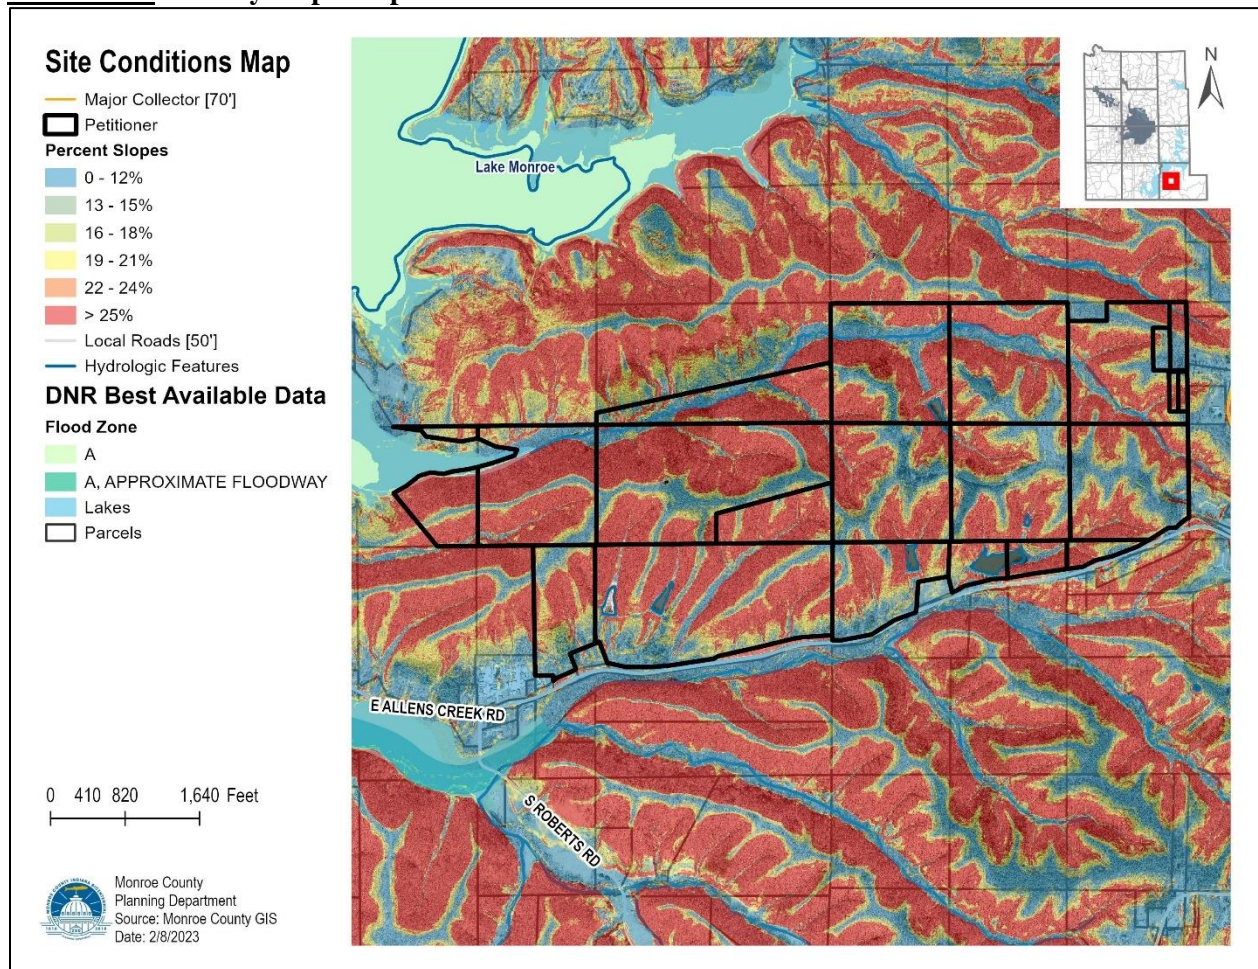 Site Conditions Map
Major Collector [70']
Petitioner
Percent Slopes
0 - 12%
13 - 15%
16 - 18%
19 - 21%
22 - 24%
> 25%
Local Roads [50']
Hydrologic Features
DNR Best Available Data
Flood Zone
A
A, APPROXIMATE FLOODWAY
Lakes
Parcels
0 410 820 1,640 Feet
Monroe County
Planning Department
Source: Monroe County GIS
Date: 2/8/2023
N
Lake Monroe
E ALLENS CREEK RD
S ROBERTS RD